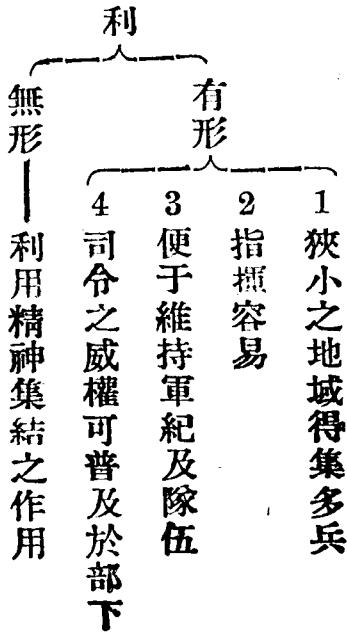 利
有形
1 狹小之地域得集多兵
2 指揮容易
3 便于維持軍紀及隊伍
4 司令之威權可普及於部下
無形
利用精神集結之作用